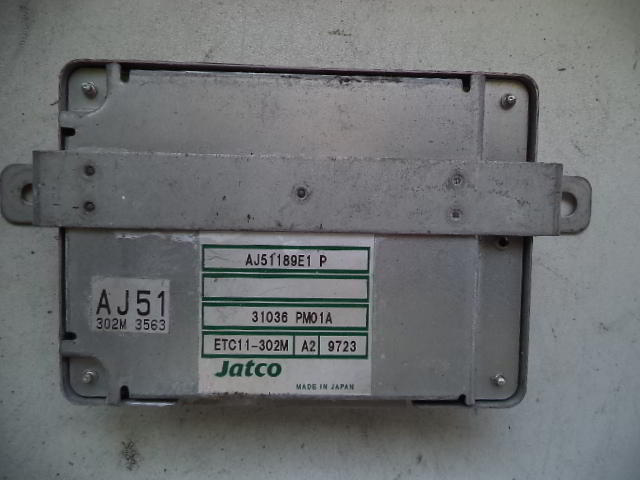 AJ51189E1 P
31036 PM01A
ETC11-302M A2 9723
Jatco
MADE IN JAPAN
AJ51
302M 3563